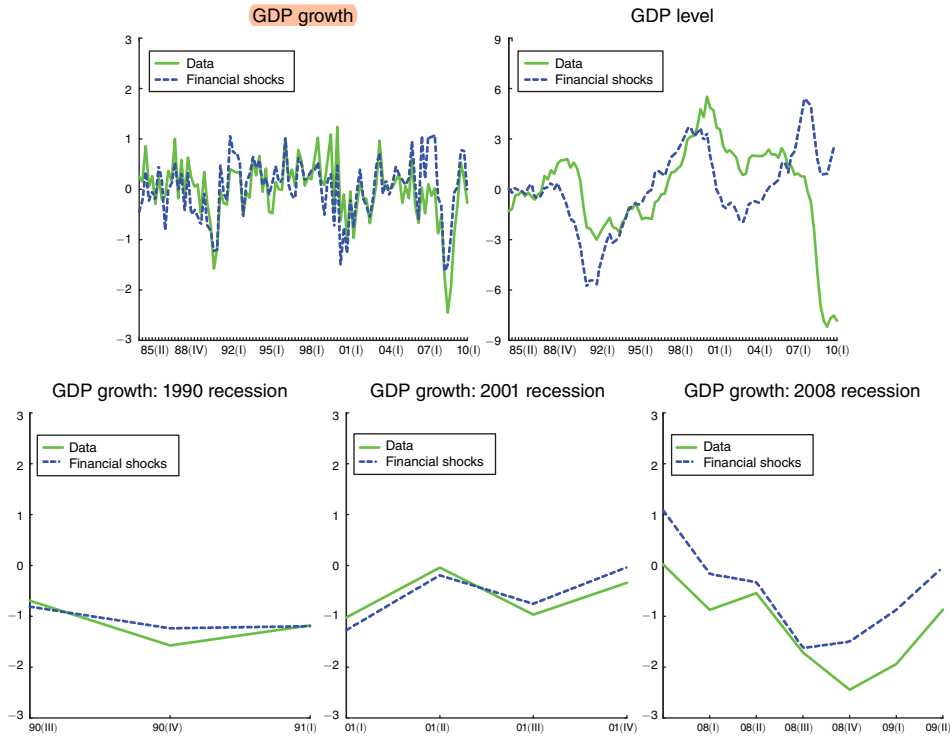 GDP growth
GDP level
3
2
1
0
−1
−2
−3
Data
Financial shocks
85(II) 88(IV) 92(I) 95(I) 98(I) 01(I) 04(I) 07(I) 10(I)
9
6
3
0
−3
−6
−9
Data
Financial shocks
85(II) 88(IV) 92(I) 95(I) 98(I) 01(I) 04(I) 07(I) 10(I)
GDP growth: 1990 recession
3
2
1
0
−1
−2
−3
Data
Financial shocks
90(III) 90(IV) 91(I)
GDP growth: 2001 recession
3
2
1
0
−1
−2
−3
Data
Financial shocks
01(I) 01(II) 01(III) 01(IV)
GDP growth: 2008 recession
3
2
1
0
−1
−2
−3
Data
Financial shocks
08(I) 08(II) 08(III) 08(IV) 09(I) 09(II)